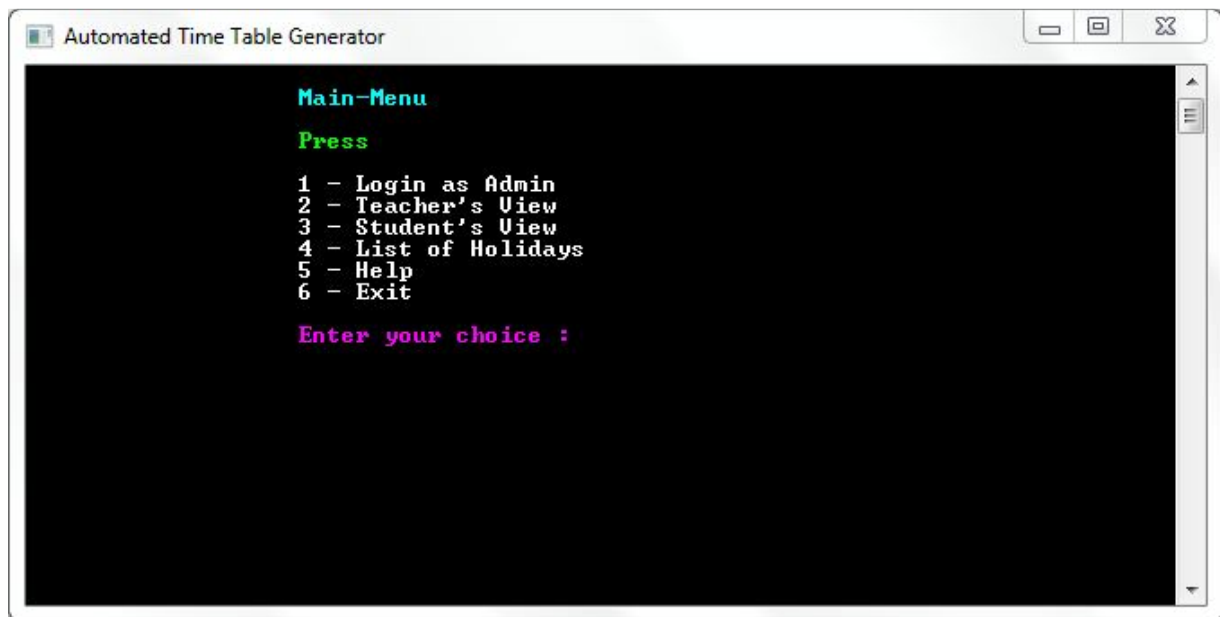 Automated Time Table Generator
Main-Menu
Press
1 - Login as Admin
2 - Teacher's View
3 - Student's View
4 - List of Holidays
5 - Help
6 - Exit
Enter your choice :